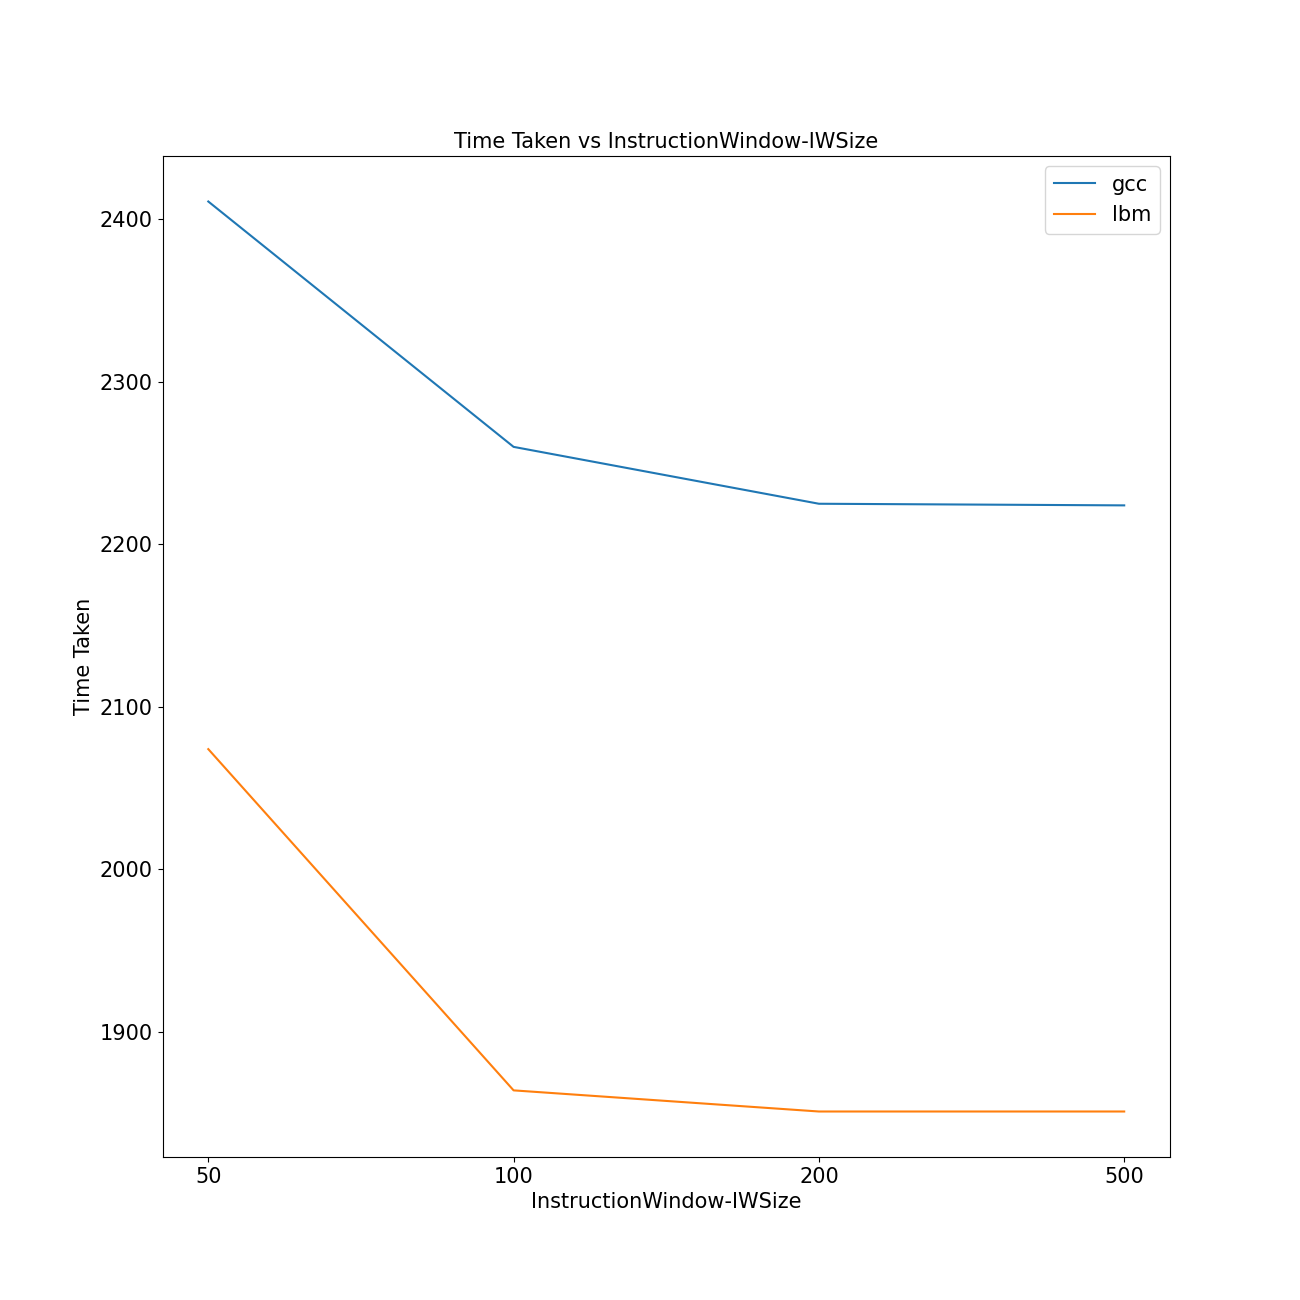 Time Taken vs InstructionWindow-IWSize
gcc
lbm
2400
2300
2200
2100
2000
1900
Time Taken
50 100 200 500
InstructionWindow-IWSize